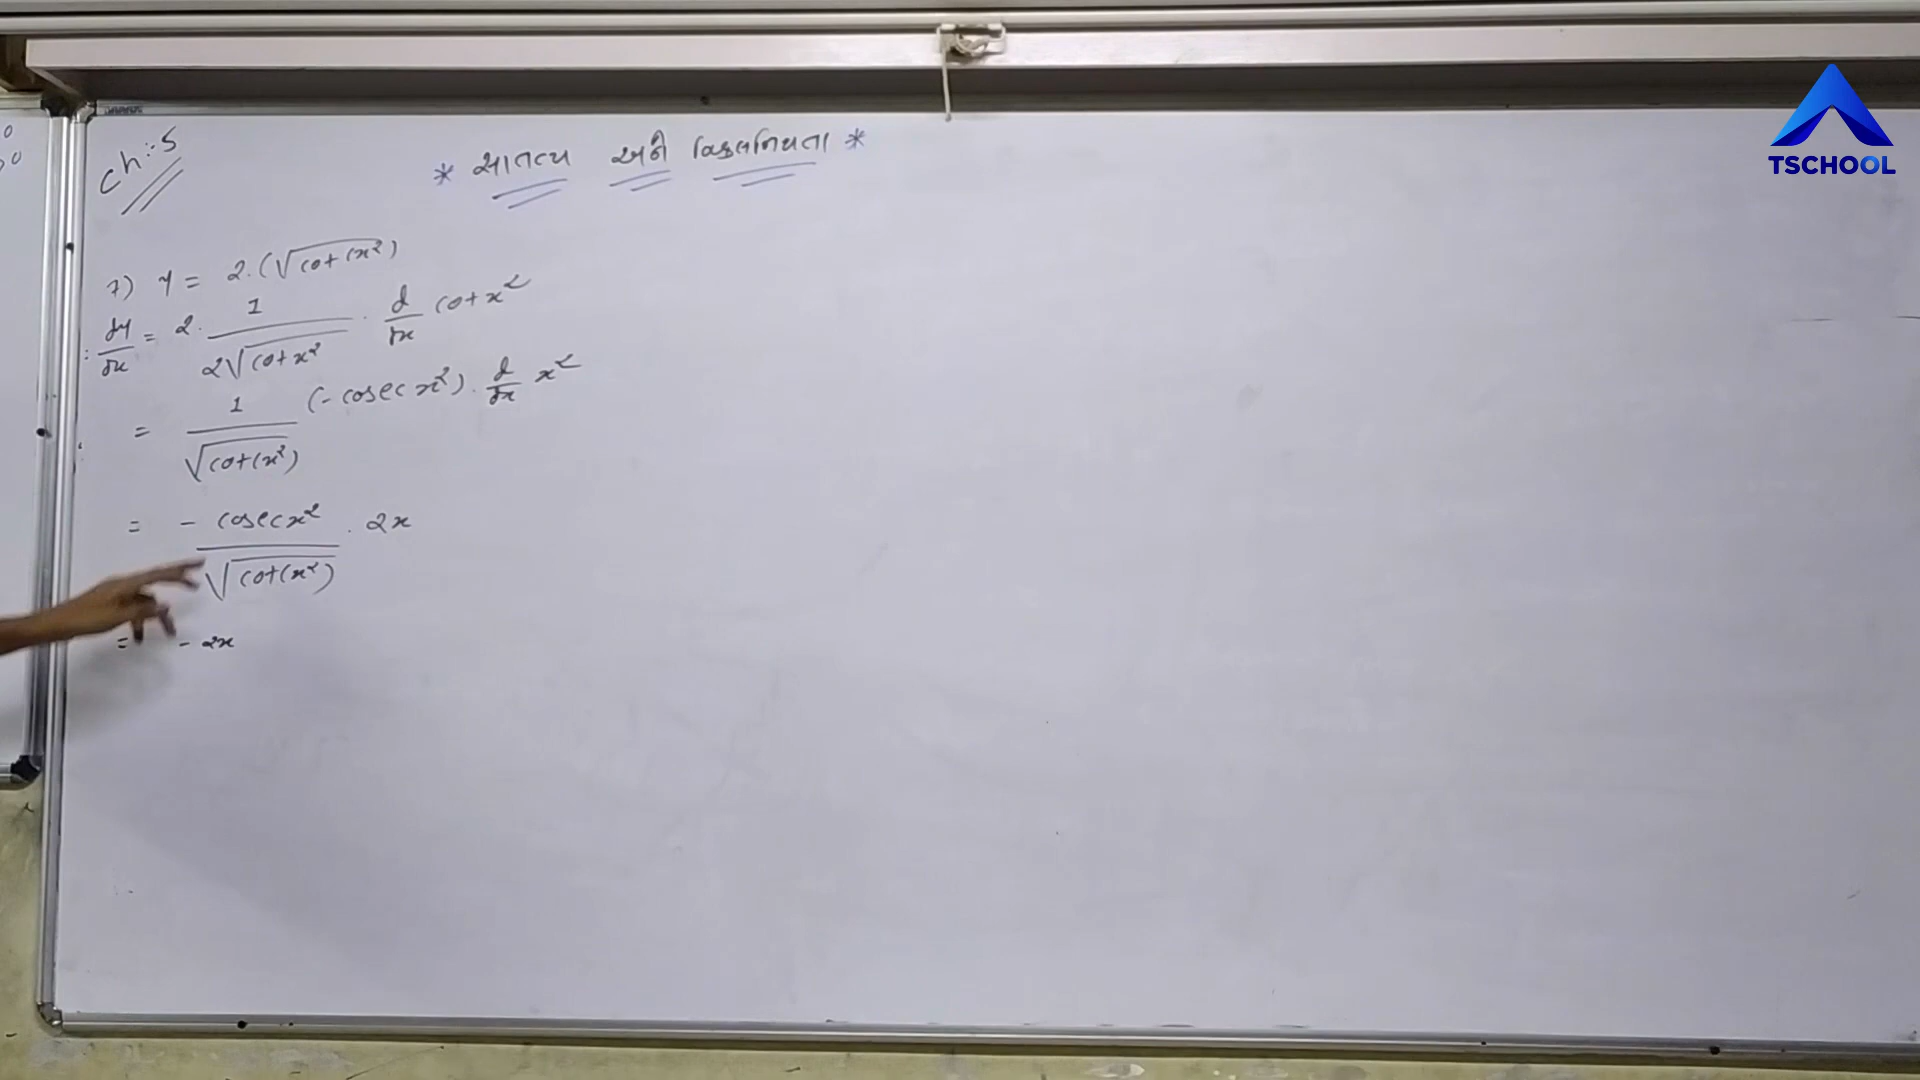 TSCHOOL
ch:-5
* સાતત્ય અને વિકલનિયતા *
7) y = 2.(√cot(x²)
: dy/dx = 2. 1/2√cot x² . d/dx cot x²
= 1/√cot(x²) (-cosec x²). d/dx x²
= - cosec x²/√cot(x²) . 2x
= - 2x